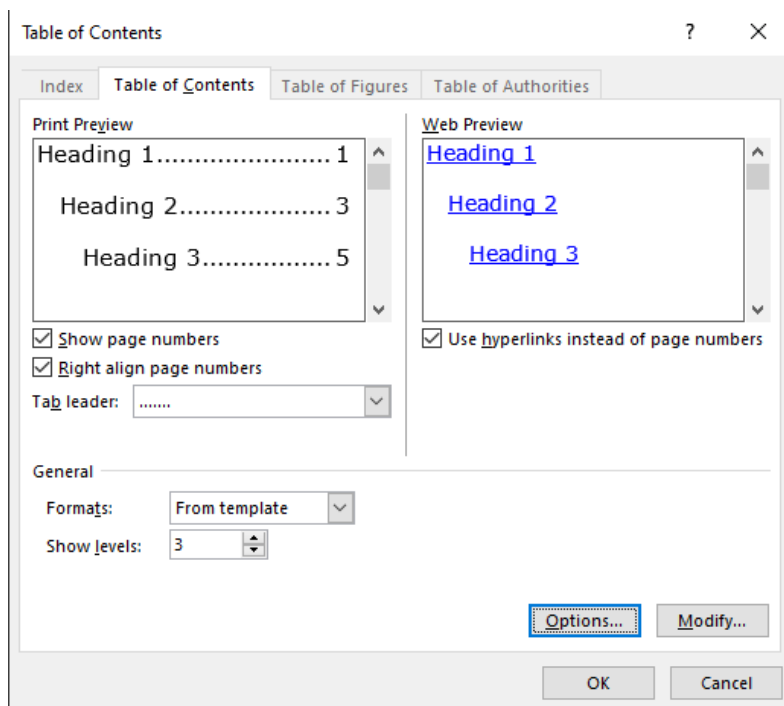 Table of Contents ?
Index Table of Contents Table of Figures Table of Authorities
Print Preview
Heading 1............................. 1
Heading 2......................... 3
Heading 3..................... 5
Show page numbers
Right align page numbers
Tab leader: .......
Web Preview
Heading 1
Heading 2
Heading 3
Use hyperlinks instead of page numbers
General
Formats: From template
Show levels: 3
Options... Modify...
OK Cancel